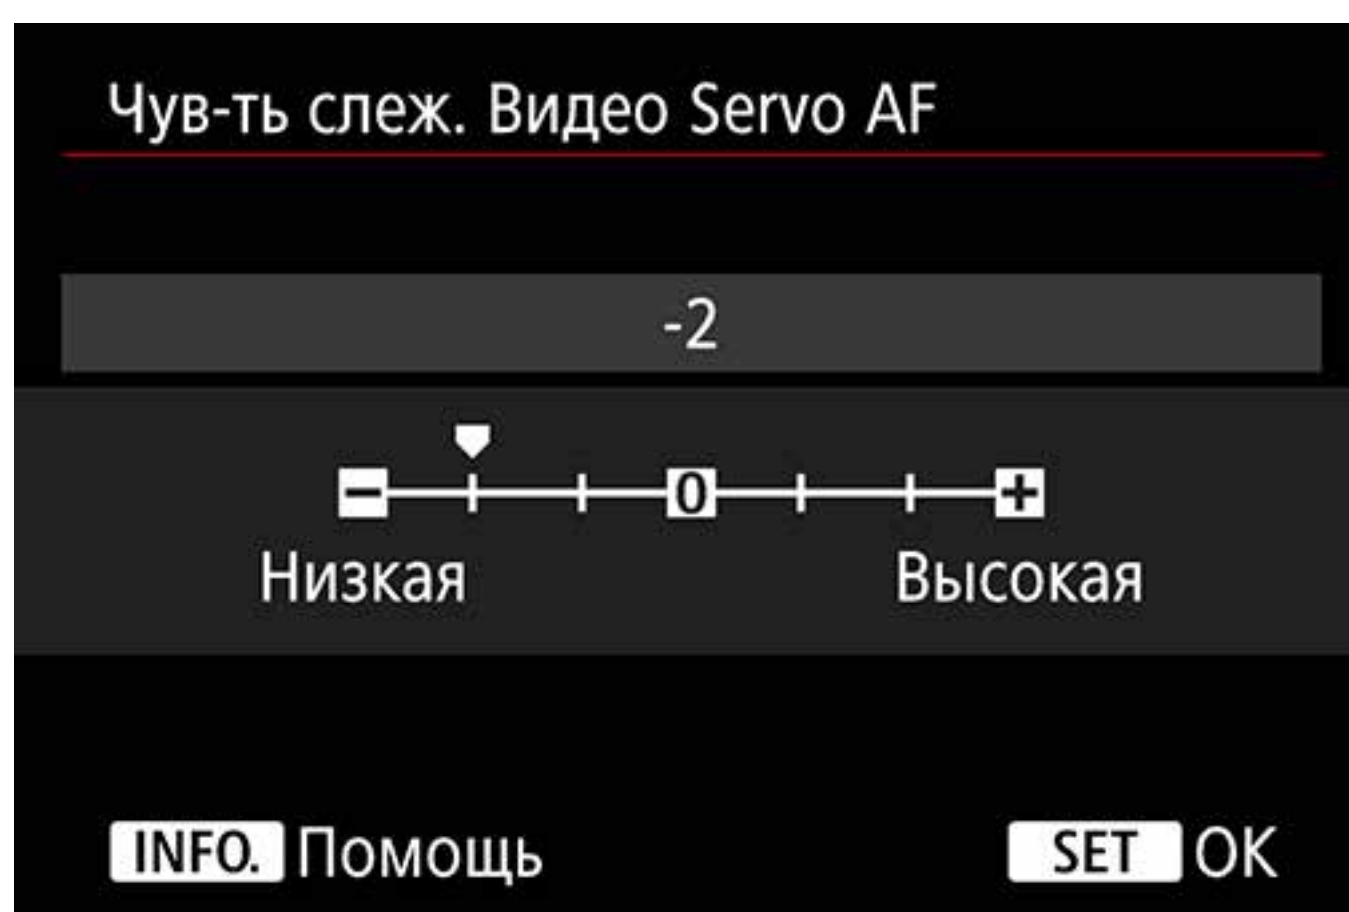 Чув-ть слеж. Видео Servo AF
-2
- 0 +
Низкая Высокая
INFO. Помощь SET OK